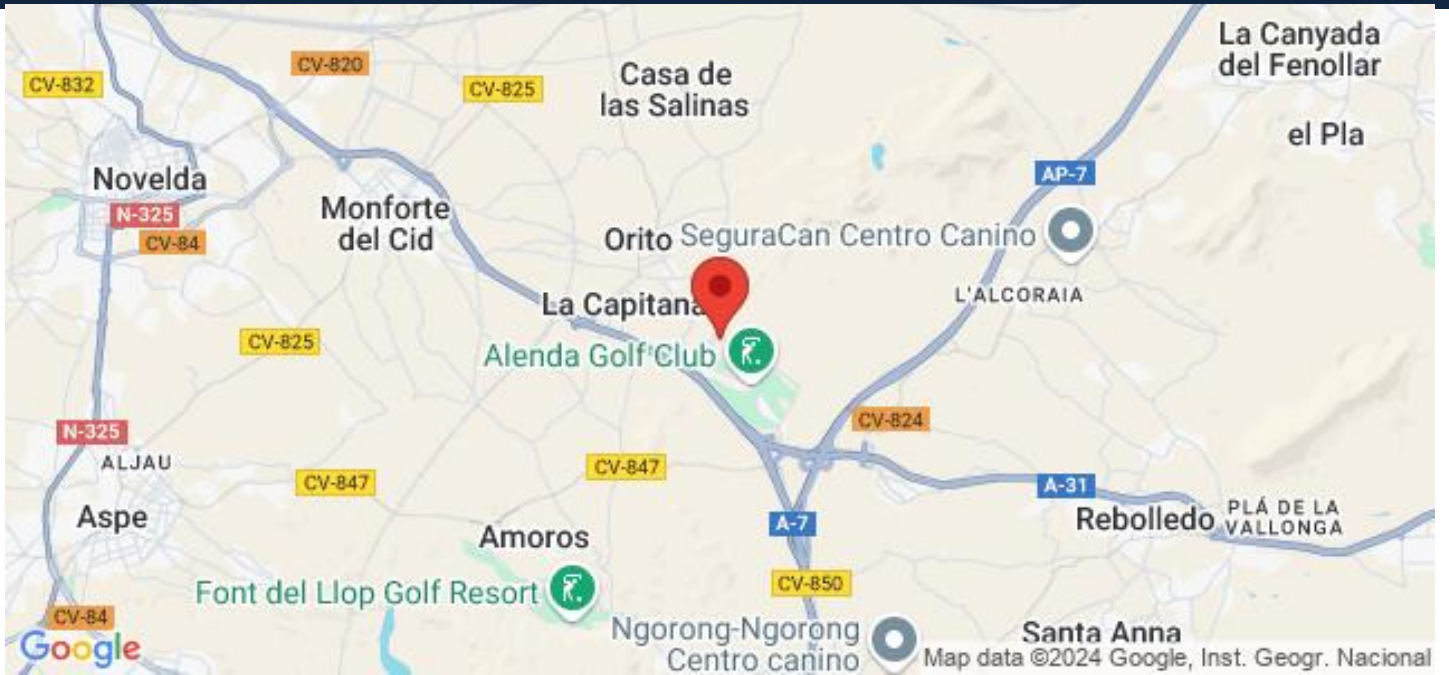 La Canyada
del Fenollar
CV-820
CV-832
CV-825
Casa de
las Salinas
el Pla
AP-7
Novelda
N-325
CV-84
Monforte
del Cid
Orito
SeguraCan Centro Canino
La Capitana
L'ALCORAIA
CV-825
Alenda Golf Club
CV-824
N-325
ALJAU
CV-847
CV-847
A-31
Aspe
Amoros
A-7
Rebolledo
PLÁ DE LA
VALLONGA
Font del Llop Golf Resort
CV-850
CV-84
Google
Ngorong-Ngorong
Centro canino
Santa Anna
Map data ©2024 Google, Inst. Geogr. Nacional